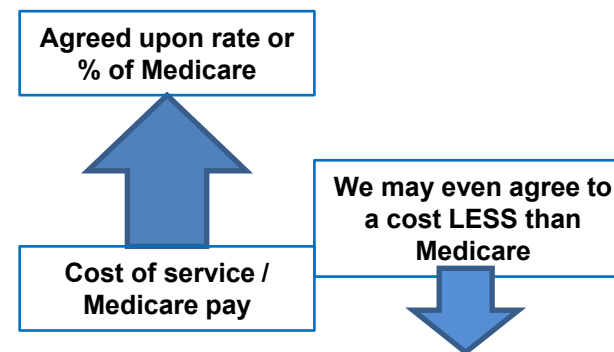 Agreed upon rate or
% of Medicare
We may even agree to
a cost LESS than
Medicare
Cost of service /
Medicare pay